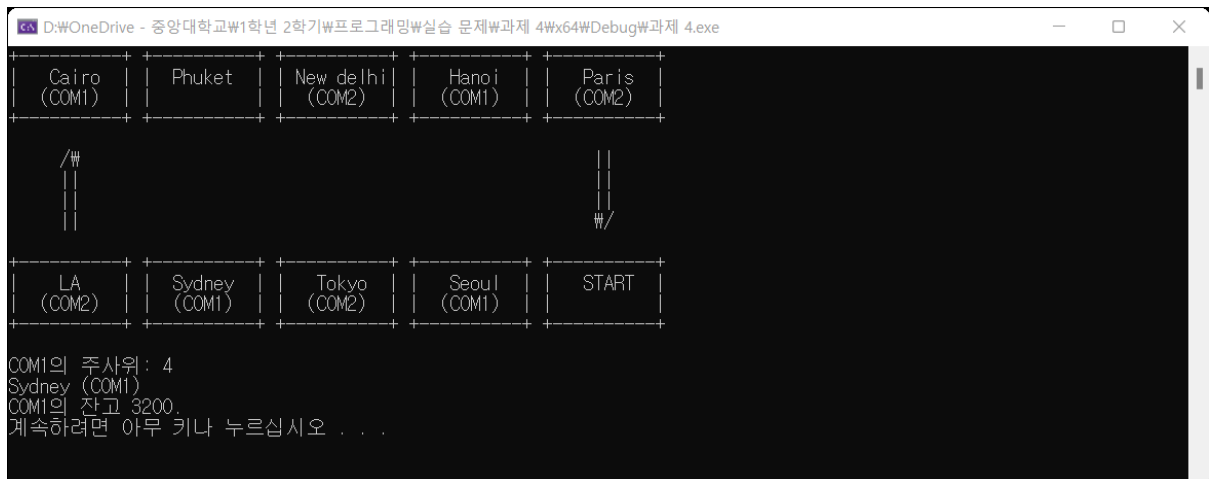 D:₩OneDrive - 중앙대학교₩1학년 2학기₩프로그래밍₩실습 문제₩과제 4₩x64₩Debug₩과제 4.exe
+----------+ +----------+ +----------+ +----------+ +----------+
|   Cairo  | |  Phuket  | | New delhi| |   Hanoi  | |   Paris  |
|  (COM1)  | |          | |  (COM2)  | |  (COM1)  | |  (COM2)  |
+----------+ +----------+ +----------+ +----------+ +----------+
/₩ ||
|| ||
|| ||
|| ₩/
+----------+ +----------+ +----------+ +----------+ +----------+
|    LA    | |  Sydney  | |   Tokyo  | |   Seoul  | |   START  |
|  (COM2)  | |  (COM1)  | |  (COM2)  | |  (COM1)  | |          |
+----------+ +----------+ +----------+ +----------+ +----------+
COM1의 주사위: 4
Sydney (COM1)
COM1의 잔고 3200.
계속하려면 아무 키나 누르십시오 . . .